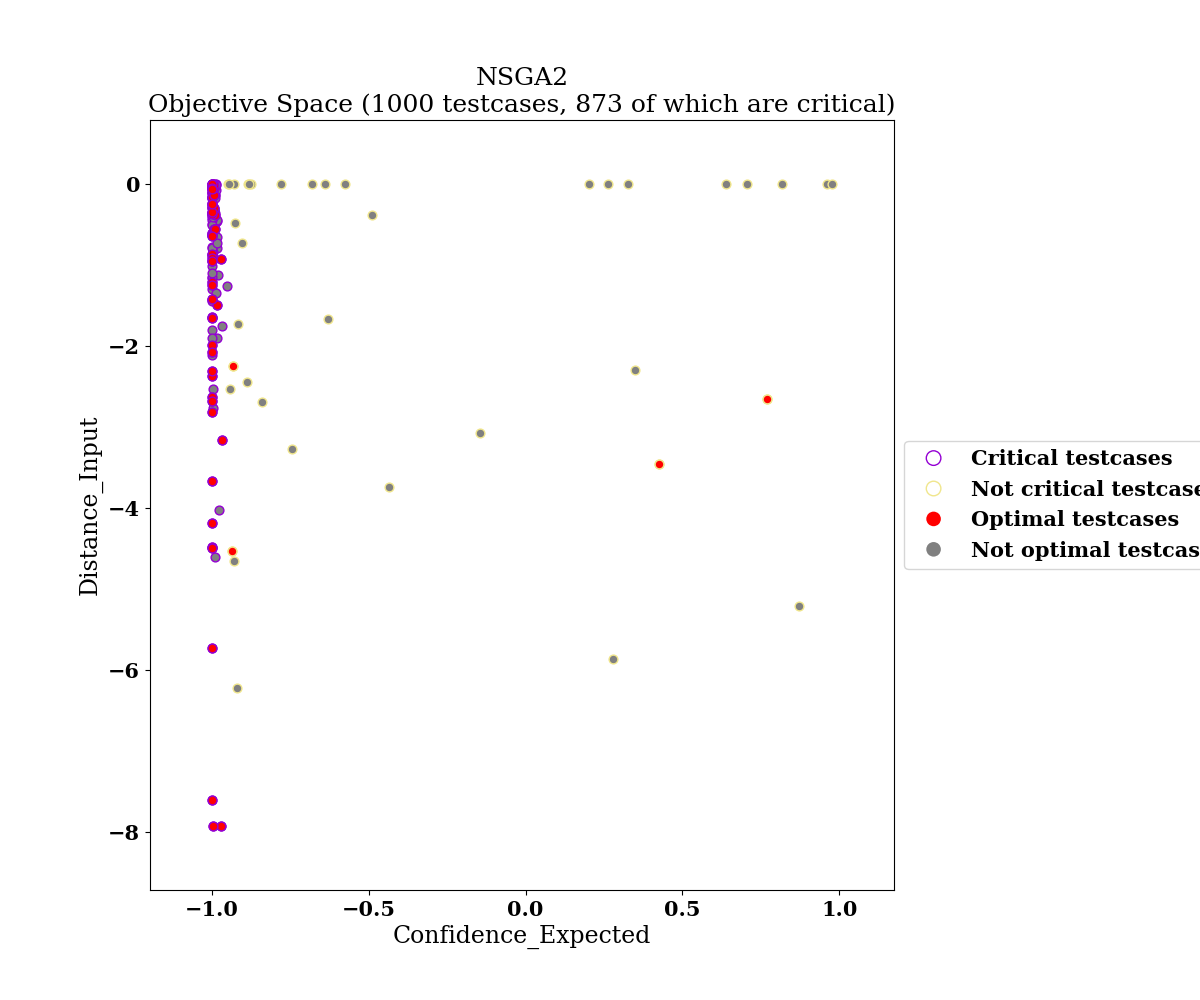 NSGA2
Objective Space (1000 testcases, 873 of which are critical)
0
−2
−4
−6
−8
Distance_Input
−1.0 −0.5 0.0 0.5 1.0
Confidence_Expected
Critical testcases
Not critical testcase
Optimal testcases
Not optimal testcas